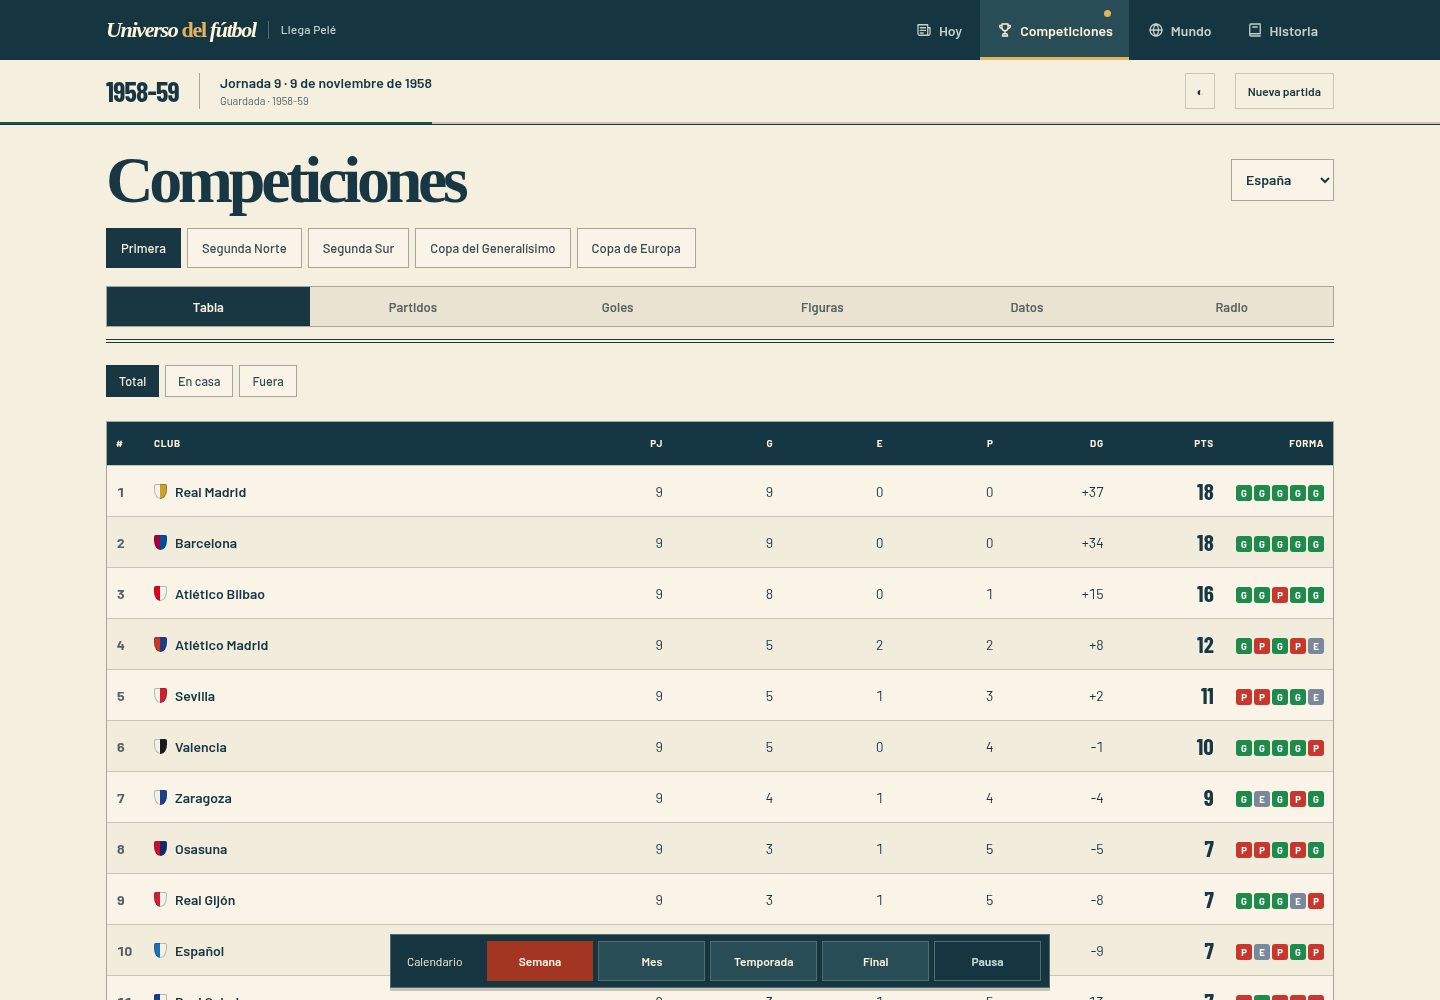 Universo del fútbol
Llega Pelé
Hoy
Competiciones
Mundo
Historia
1958-59
Jornada 9 · 9 de noviembre de 1958
Guardada · 1958-59
Nueva partida
Competiciones
España
Primera
Segunda Norte
Segunda Sur
Copa del Generalísimo
Copa de Europa
Tabla
Partidos
Goles
Figuras
Datos
Radio
Total
En casa
Fuera
# CLUB PJ G E P DG PTS FORMA
1 Real Madrid 9 9 0 0 +37 18 G G G G G
2 Barcelona 9 9 0 0 +34 18 G G G G G
3 Atlético Bilbao 9 8 0 1 +15 16 G G P G G
4 Atlético Madrid 9 5 2 2 +8 12 G P G P E
5 Sevilla 9 5 1 3 +2 11 P P G G E
6 Valencia 9 5 0 4 -1 10 G G G G P
7 Zaragoza 9 4 1 4 -4 9 G E G P G
8 Osasuna 9 3 1 5 -5 7 P P G P G
9 Real Gijón 9 3 1 5 -8 7 G G G E P
10 Español -9 7 P E P G P
Calendario
Semana
Mes
Temporada
Final
Pausa